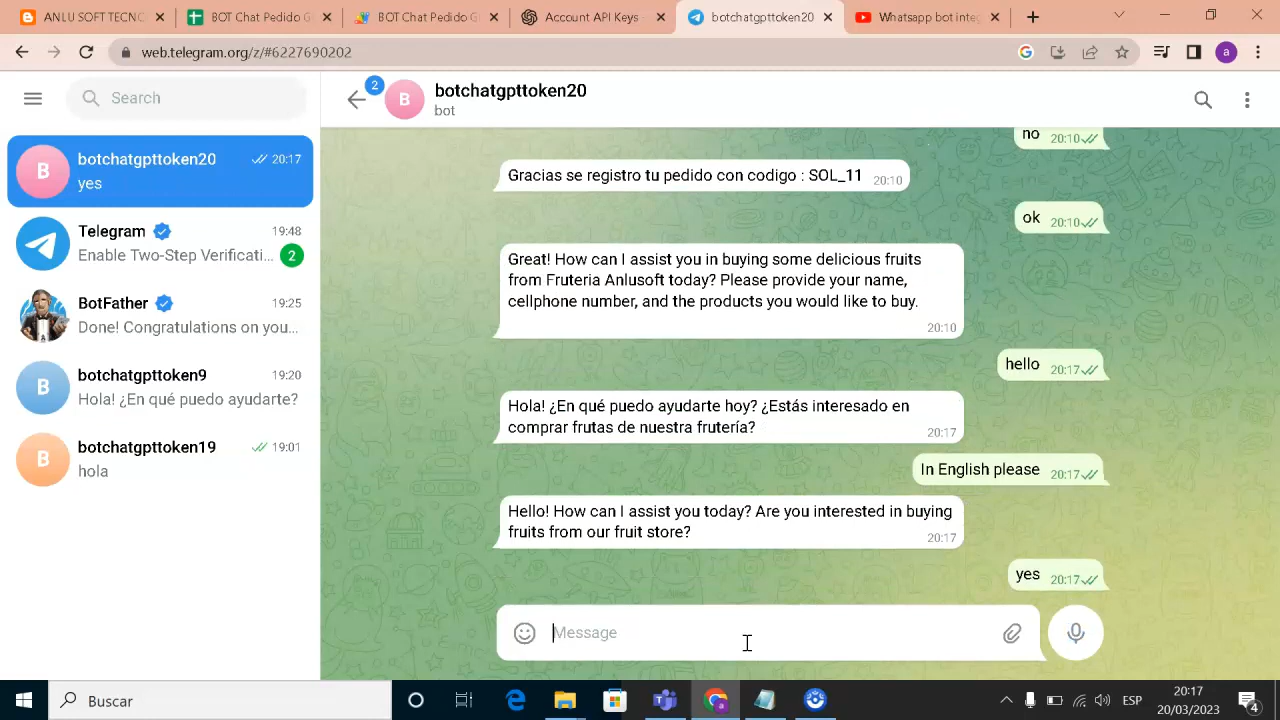 ANLU SOFT TECNO
BOT Chat Pedido G
BOT Chat Pedido G
Account API Keys
botchatgpttoken20
Whatsapp bot inte
web.telegram.org/z/#6227690202
a
Search
2
B
botchatgpttoken20
bot
B
botchatgpttoken20
20:17
yes
Telegram
19:48
Enable Two-Step Verificati...
2
BotFather
19:25
Done! Congratulations on you...
B
botchatgpttoken9
19:20
Hola! ¿En qué puedo ayudarte?
B
botchatgpttoken19
19:01
hola
no
20:10
Gracias se registro tu pedido con codigo : SOL_11
20:10
ok
20:10
Great! How can I assist you in buying some delicious fruits
from Fruteria Anlusoft today? Please provide your name,
cellphone number, and the products you would like to buy.
20:10
hello
20:17
Hola! ¿En qué puedo ayudarte hoy? ¿Estás interesado en
comprar frutas de nuestra frutería?
20:17
In English please
20:17
Hello! How can I assist you today? Are you interested in buying
fruits from our fruit store?
20:17
yes
20:17
Message
Buscar
ESP
20:17
20/03/2023
4